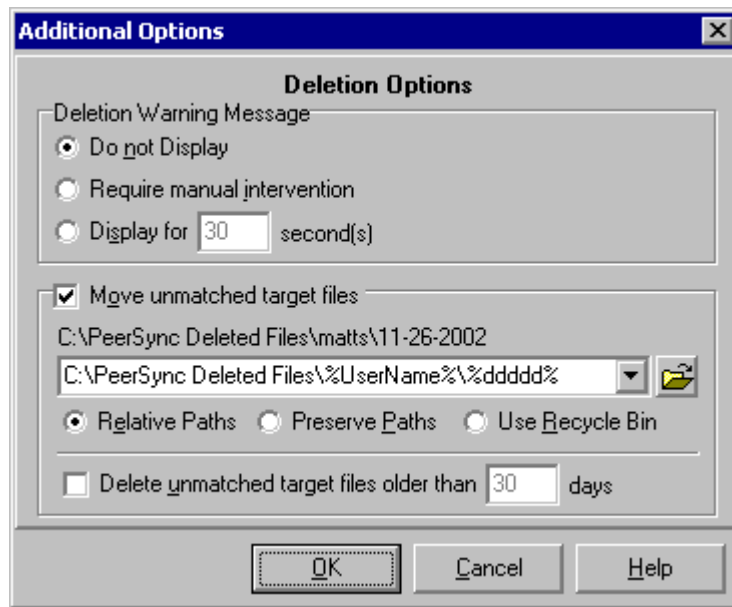 Additional Options
Deletion Options
Deletion Warning Message
Do not Display
Require manual intervention
Display for 30 second(s)
Move unmatched target files
C:\PeerSync Deleted Files\matts\11-26-2002
C:\PeerSync Deleted Files\%UserName%\%ddddd%
Relative Paths Preserve Paths Use Recycle Bin
Delete unmatched target files older than 30 days
OK Cancel Help